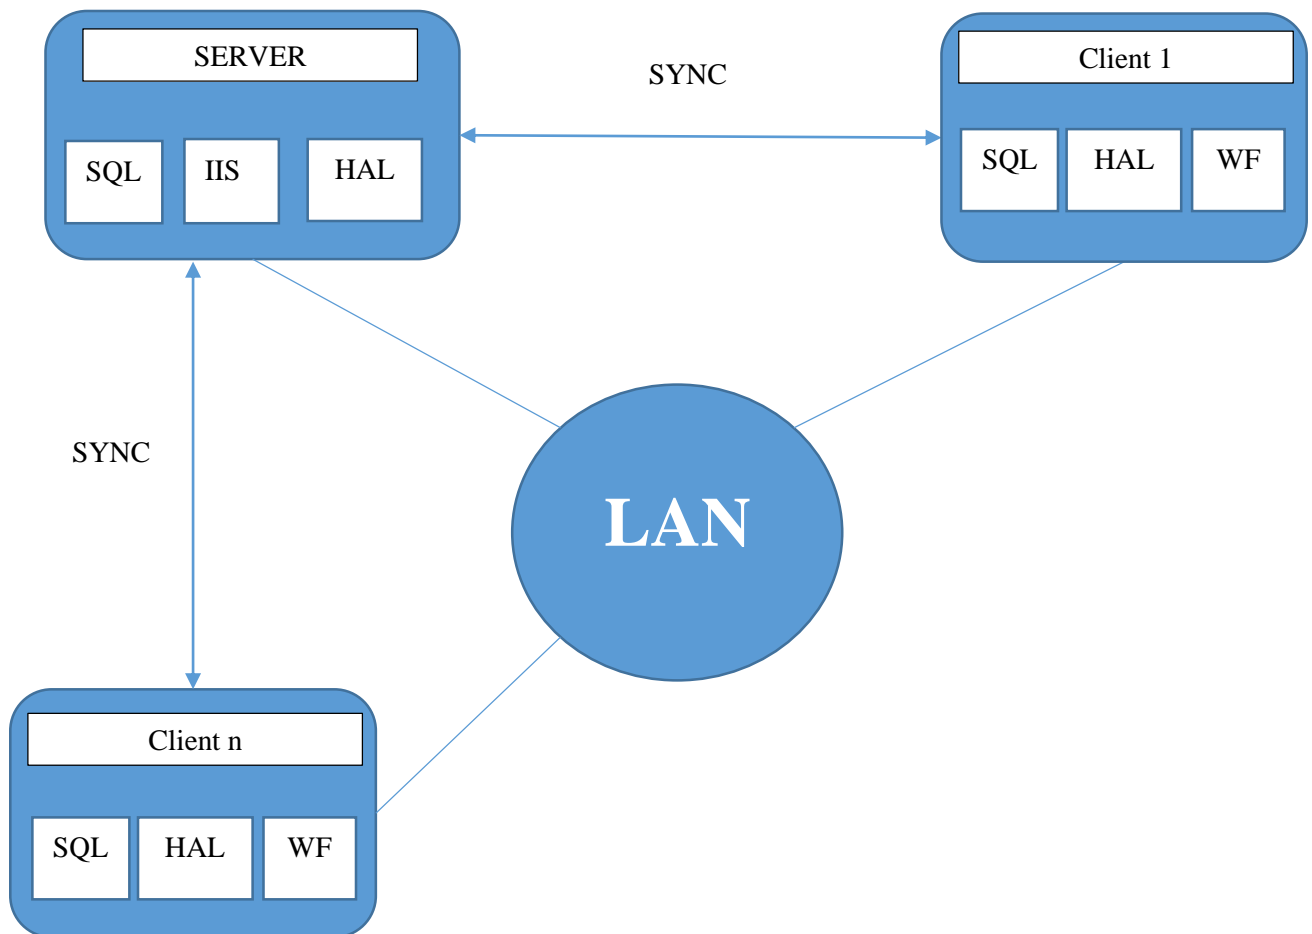 SERVER
SYNC
Client 1
SQL IIS HAL
SQL HAL WF
SYNC
LAN
Client n
SQL HAL WF